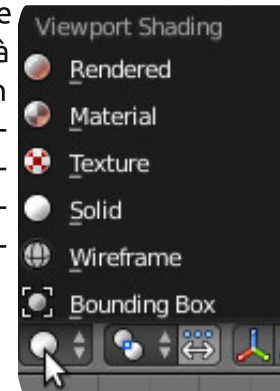 e
Viewport Shading
à
Rendered
n
Material
-
Texture
-
Solid
-
Wireframe
-
Bounding Box